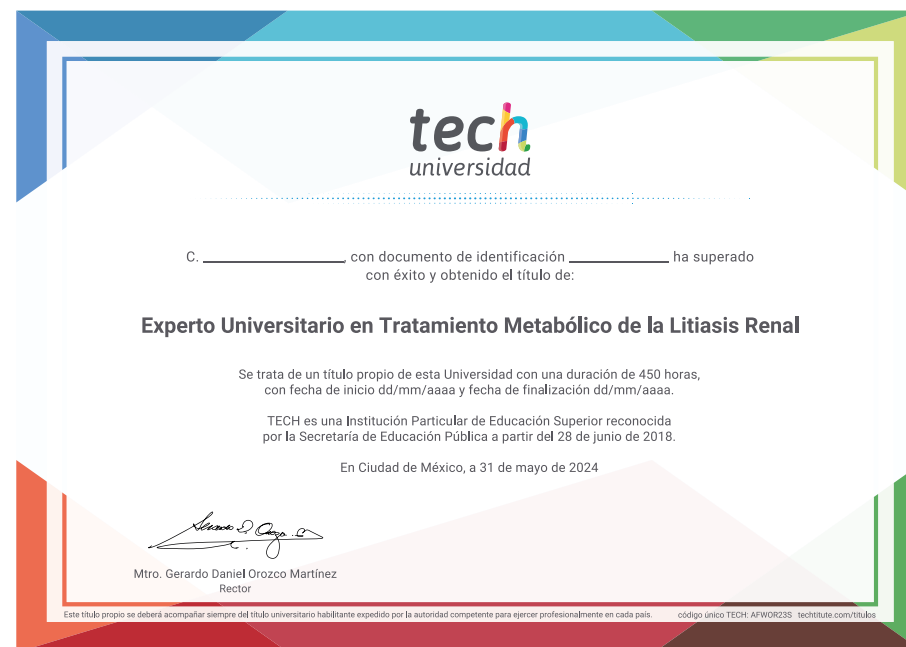 tech
universidad
C. ____________________, con documento de identificación ______________ ha superado
con éxito y obtenido el título de:
Experto Universitario en Tratamiento Metabólico de la Litiasis Renal
Se trata de un título propio de esta Universidad con una duración de 450 horas,
con fecha de inicio dd/mm/aaaa y fecha de finalización dd/mm/aaaa.
TECH es una Institución Particular de Educación Superior reconocida
por la Secretaría de Educación Pública a partir del 28 de junio de 2018.
En Ciudad de México, a 31 de mayo de 2024
Mtro. Gerardo Daniel Orozco Martínez
Rector
Este título propio se deberá acompañar siempre del título universitario habilitante expedido por la autoridad competente para ejercer profesionalmente en cada país. código único TECH: AFWOR23S techtitute.com/titulos